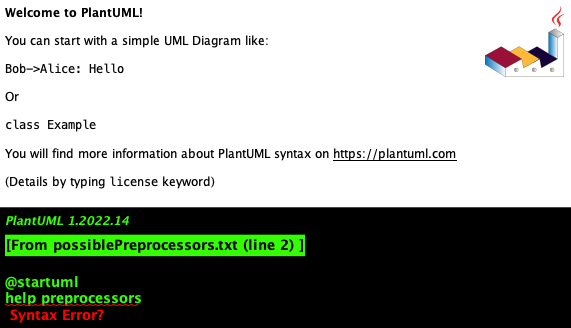 Welcome to PlantUML!
You can start with a simple UML Diagram like:
Bob->Alice: Hello
Or
class Example
You will find more information about PlantUML syntax on https://plantuml.com
(Details by typing license keyword)
PlantUML 1.2022.14
[From possiblePreprocessors.txt (line 2) ]
@startuml
help preprocessors
Syntax Error?